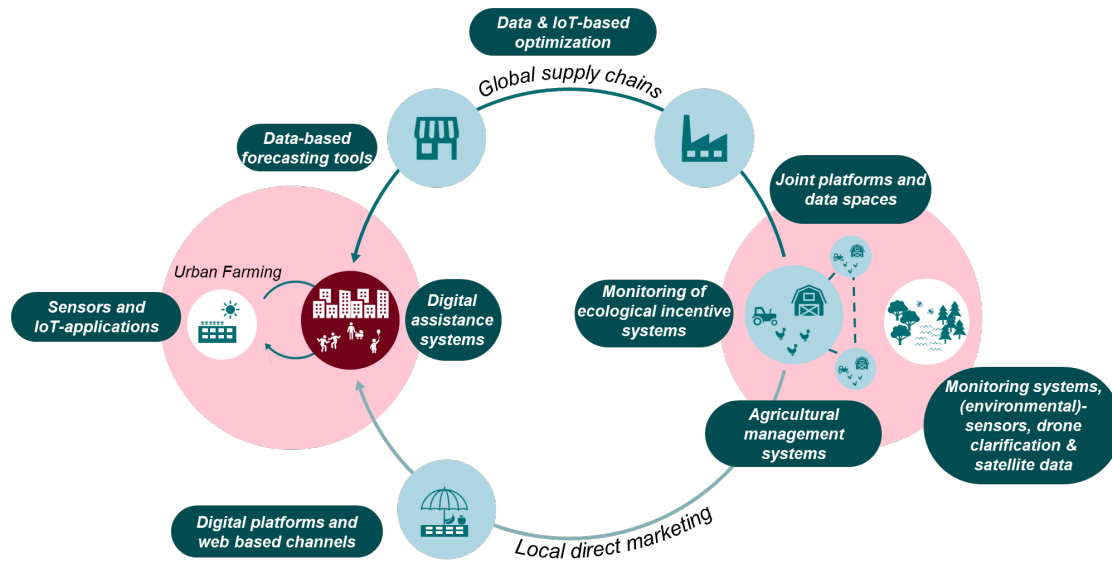 Data & IoT-based
optimization
Global supply chains
Data-based
forecasting tools
Joint platforms and
data spaces
Urban Farming
Sensors and
IoT-applications
Digital
assistance
systems
Monitoring of
ecological incentive
systems
Monitoring systems,
(environmental)-
sensors, drone
clarification &
satellite data
Agricultural
management
systems
Digital platforms and
web based channels
Local direct marketing